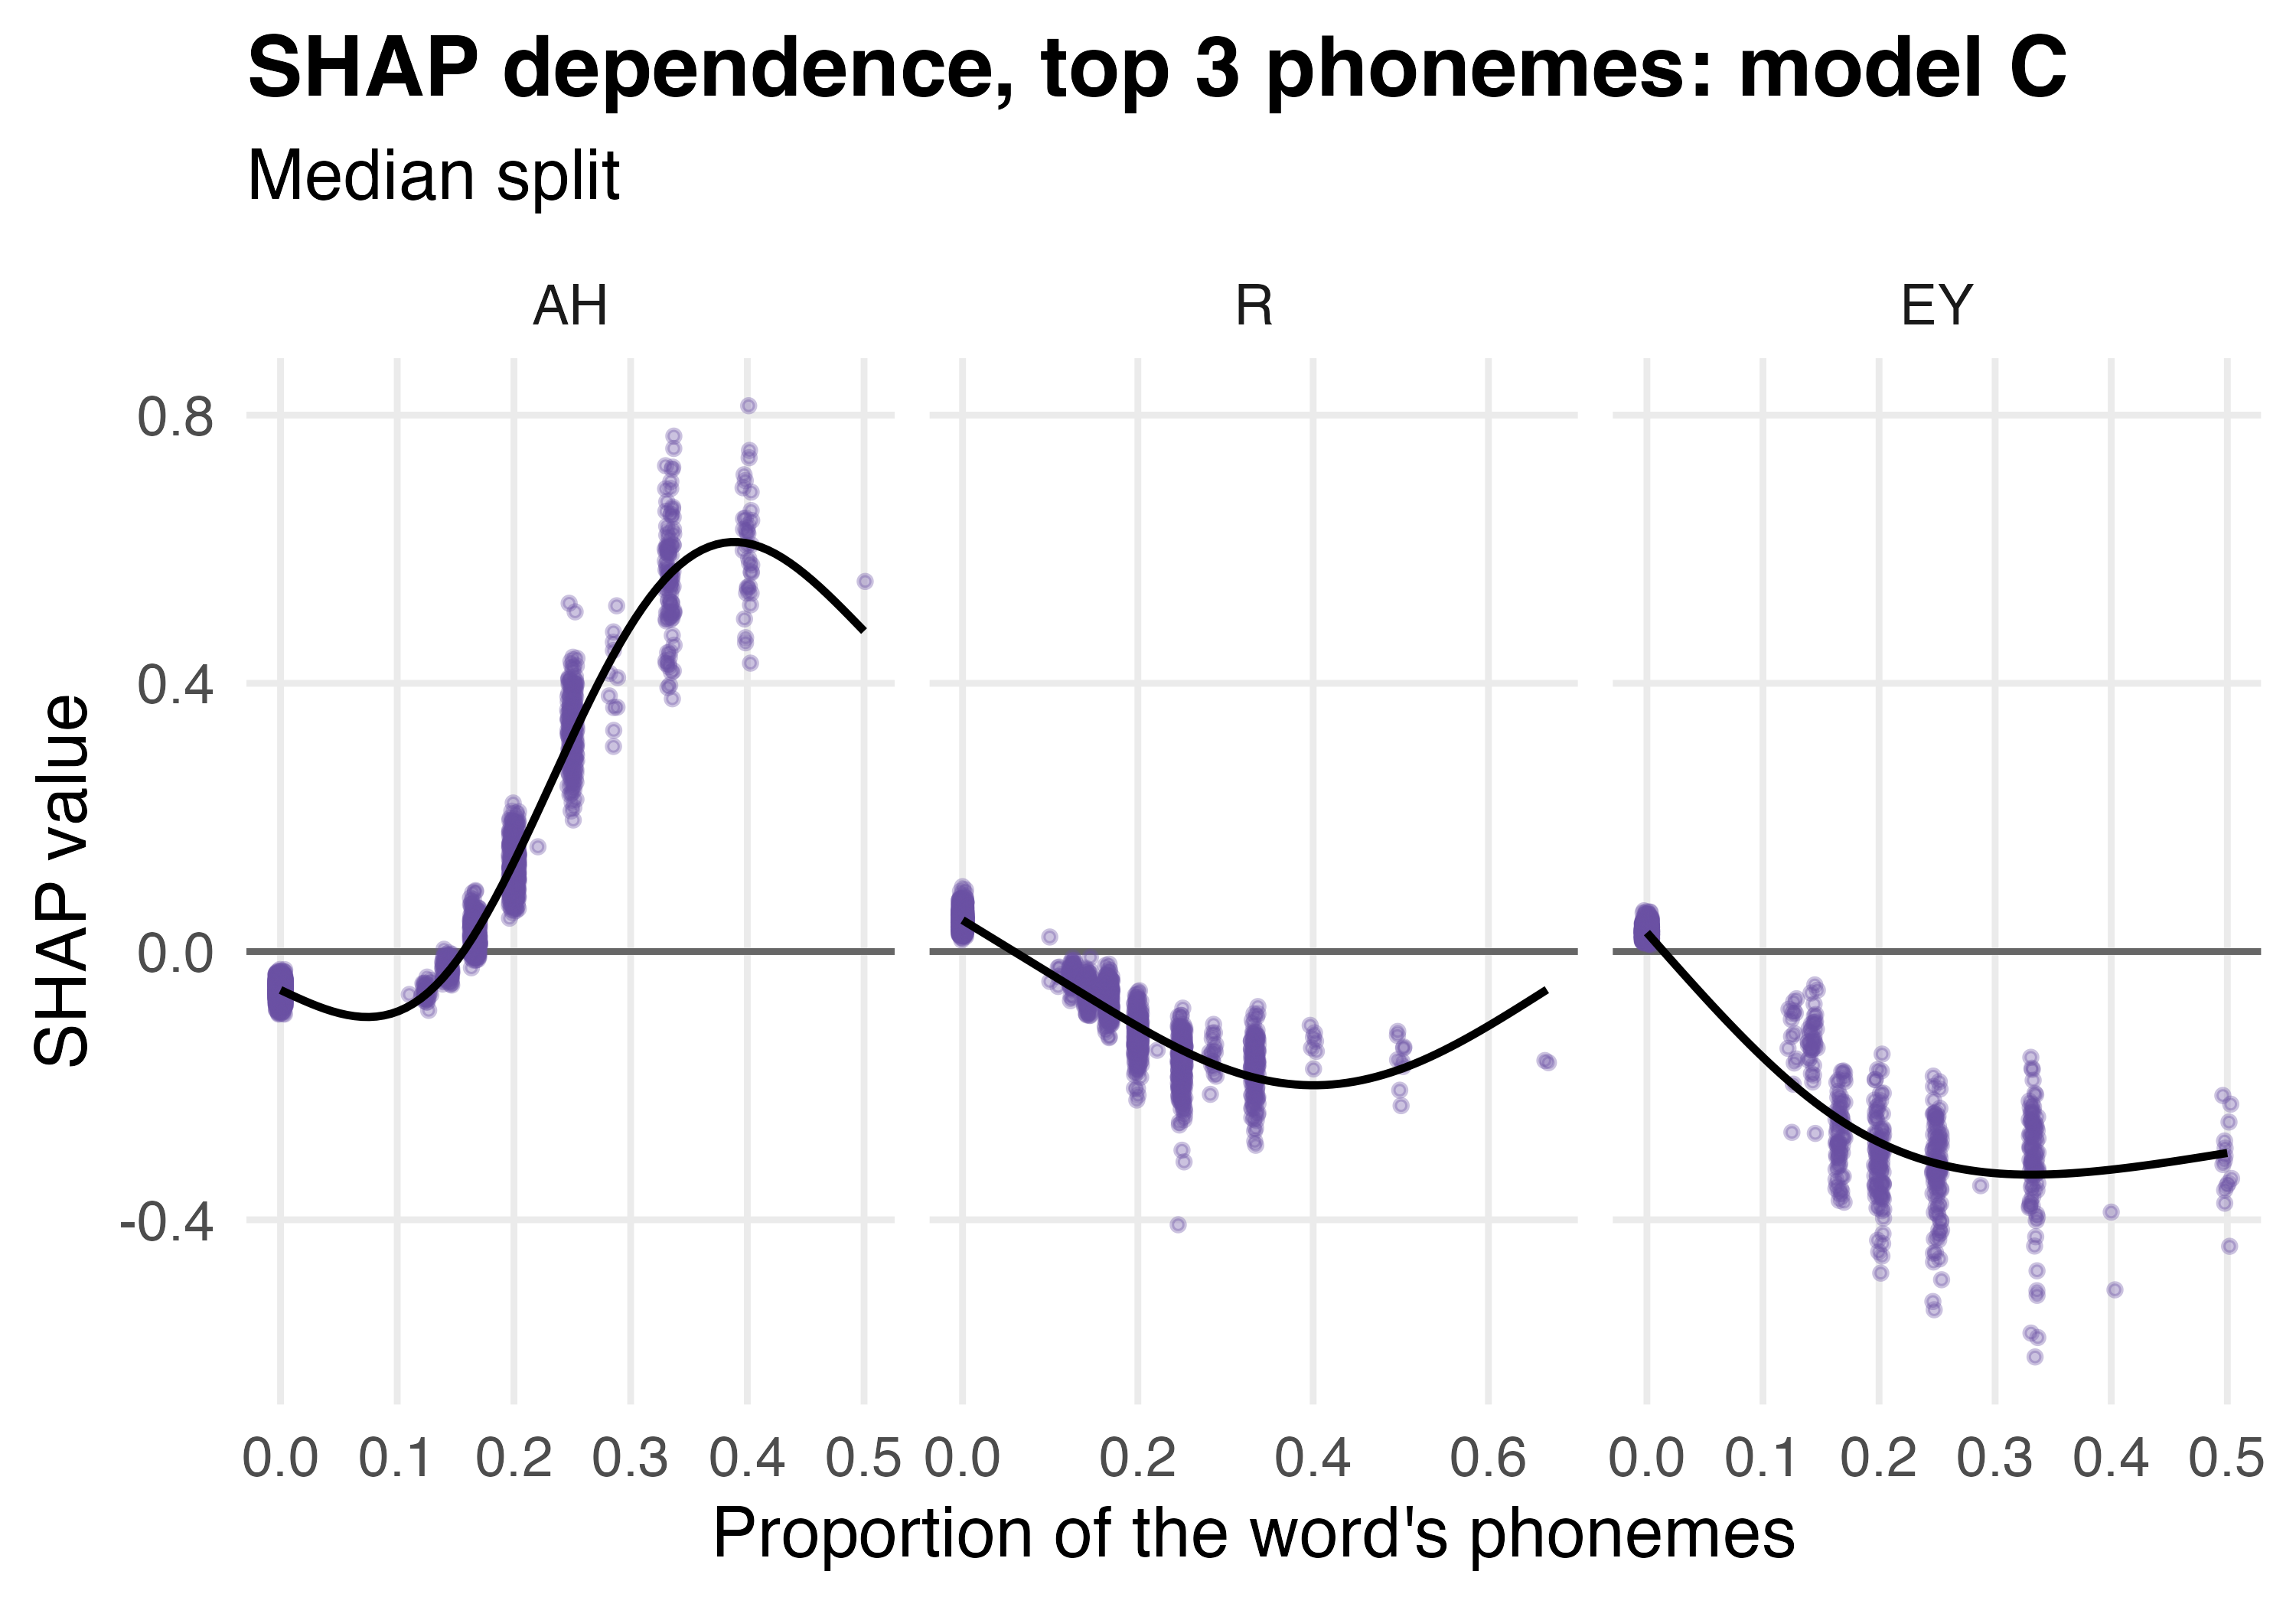 SHAP dependence, top 3 phonemes: model C
Median split
AH R EY
0.8
0.4
0.0
-0.4
SHAP value
0.0 0.1 0.2 0.3 0.4 0.5 0.0 0.2 0.4 0.6 0.0 0.1 0.2 0.3 0.4 0.5
Proportion of the word's phonemes